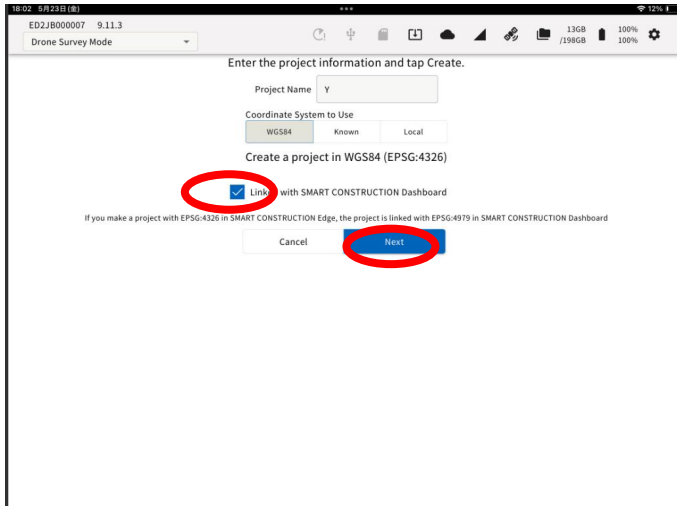 18:02 5月23日(金)
12%
ED2JB000007 9.11.3
Drone Survey Mode
13GB
/198GB
100%
100%
Enter the project information and tap Create.
Project Name Y
Coordinate System to Use
WGS84 Known Local
Create a project in WGS84 (EPSG:4326)
Linked with SMART CONSTRUCTION Dashboard
If you make a project with EPSG:4326 in SMART CONSTRUCTION Edge, the project is linked with EPSG:4979 in SMART CONSTRUCTION Dashboard
Cancel Next